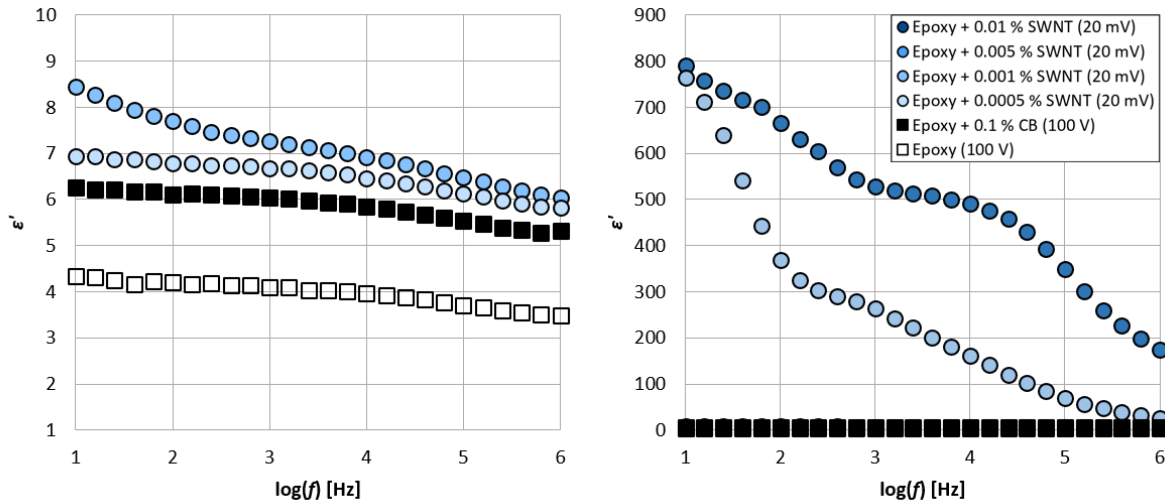 10
9
8
7
6
5
4
3
2
1
ε'
1 2 3 4 5 6
log(f) [Hz]
900
800
700
600
500
400
300
200
100
0
ε'
1 2 3 4 5 6
log(f) [Hz]
Epoxy + 0.01 % SWNT (20 mV)
Epoxy + 0.005 % SWNT (20 mV)
Epoxy + 0.001 % SWNT (20 mV)
Epoxy + 0.0005 % SWNT (20 mV)
Epoxy + 0.1 % CB (100 V)
Epoxy (100 V)